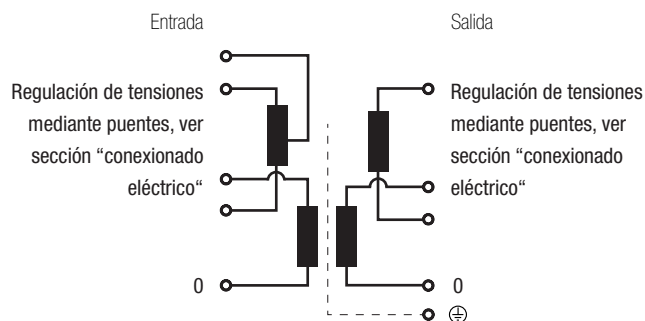 Entrada
Salida
Regulación de tensiones
mediante puentes, ver
sección “conexionado
eléctrico“
Regulación de tensiones
mediante puentes, ver
sección “conexionado
eléctrico“
0
0